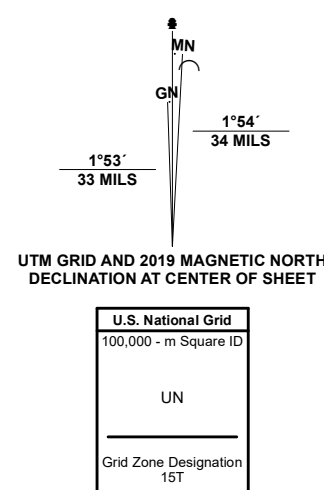 MN
GN
1°54´
34 MILS
1°53´
33 MILS
UTM GRID AND 2019 MAGNETIC NORTH
DECLINATION AT CENTER OF SHEET
U.S. National Grid
100,000 - m Square ID
UN
Grid Zone Designation
15T